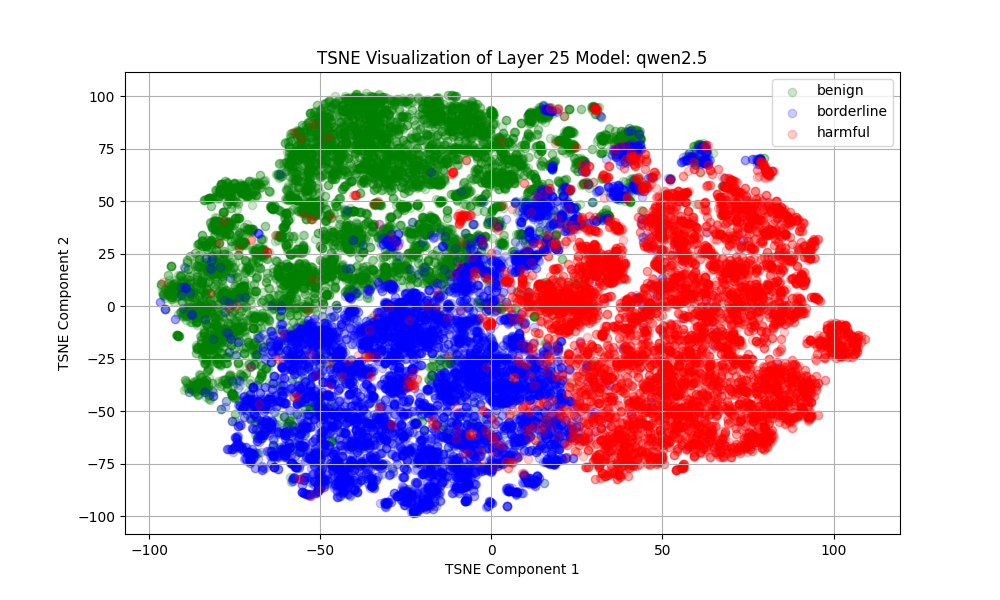 TSNE Visualization of Layer 25 Model: qwen2.5
benign
borderline
harmful
TSNE Component 2
100
75
50
25
0
−25
−50
−75
−100
−100
−50
0
50
100
TSNE Component 1